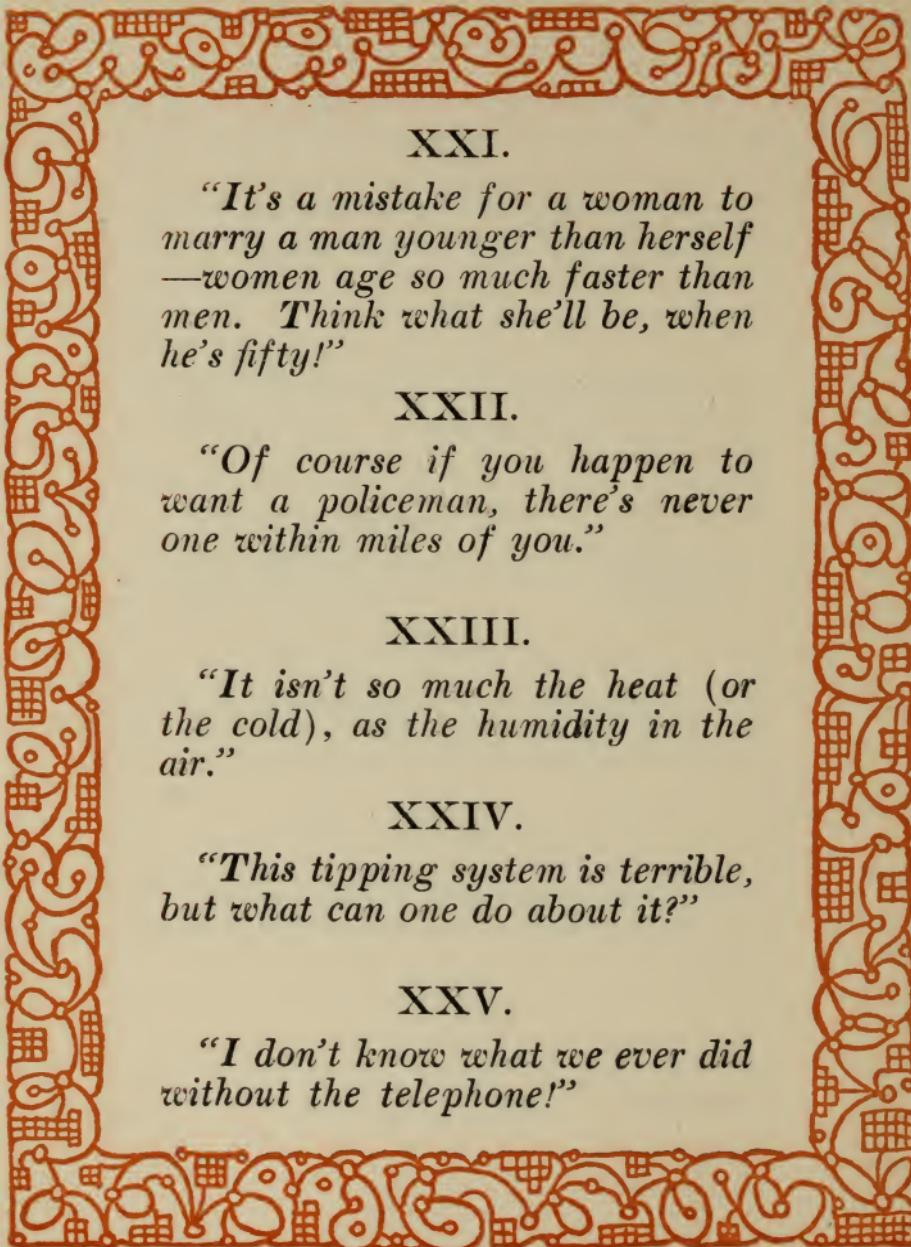 XXI.
“It’s a mistake for a woman to
marry a man younger than herself
—women age so much faster than
men. Think what she’ll be, when
he’s fifty!”
XXII.
“Of course if you happen to
want a policeman, there’s never
one within miles of you.”
XXIII.
“It isn’t so much the heat (or
the cold), as the humidity in the
air.”
XXIV.
“This tipping system is terrible,
but what can one do about it?”
XXV.
“I don’t know what we ever did
without the telephone!”